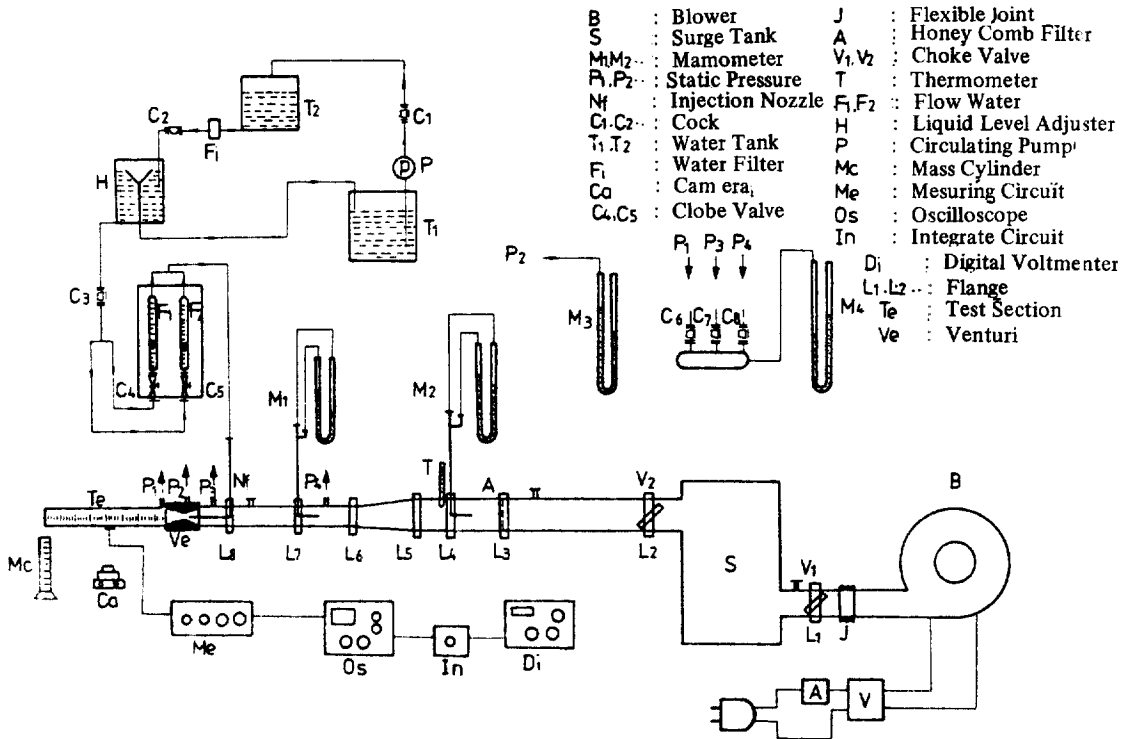 B : Blower
S : Surge Tank
M1.M2·· : Mamometer
P1.P2·· : Static Pressure
Nf : Injection Nozzle
C1.C2·· : Cock
T1.T2 : Water Tank
Fi : Water Filter
Ca : Cam era
C4.C5 : Clobe Valve
J : Flexible Joint
A : Honey Comb Filter
V1.V2 : Choke Valve
T : Thermometer
F1,F2 : Flow Water
H : Liquid Level Adjuster
P : Circulating Pump
Mc : Mass Cylinder
Me : Mesuring Circuit
Os : Oscilloscope
In : Integrate Circuit
Di : Digital Voltmenter
L1.L2·· : Flange
Te : Test Section
Ve : Venturi
T2
C2
Fi
C1
P
P
H
T1
C3
F1
C4
C5
M1
M2
P2
M3
P1 P3 P4
C6 C7 C8
M4
Te
P1
P2
P3
Nf
P4
T
A
V2
B
Ve
L8
L7
L6
L5
L4
L3
L2
S
V1
L1
J
Mc
Ca
Me
Os
In
Di
A
V